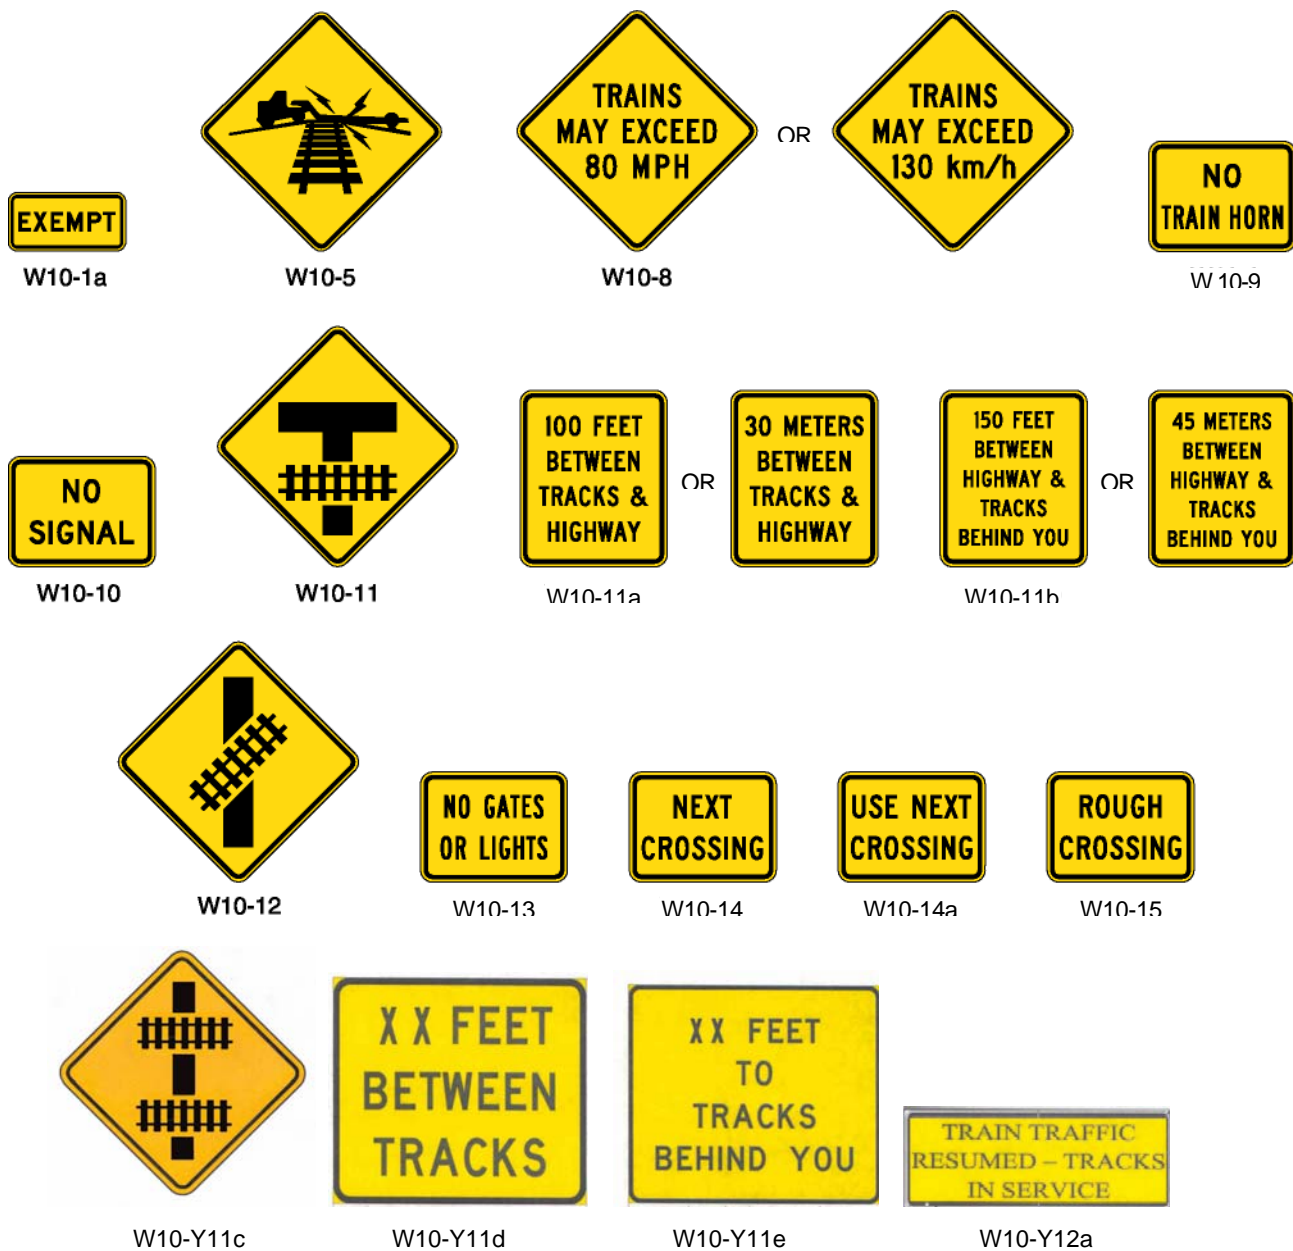 EXEMPT
W10-1a
W10-5
TRAINS
MAY EXCEED
80 MPH
W10-8
OR
TRAINS
MAY EXCEED
130 km/h
NO
TRAIN HORN
W10-9
NO
SIGNAL
W10-10
W10-11
100 FEET
BETWEEN
TRACKS &
HIGHWAY
W10-11a
OR
30 METERS
BETWEEN
TRACKS &
HIGHWAY
150 FEET
BETWEEN
HIGHWAY &
TRACKS
BEHIND YOU
W10-11b
OR
45 METERS
BETWEEN
HIGHWAY &
TRACKS
BEHIND YOU
W10-12
NO GATES
OR LIGHTS
W10-13
NEXT
CROSSING
W10-14
USE NEXT
CROSSING
W10-14a
ROUGH
CROSSING
W10-15
W10-Y11c
XX FEET
BETWEEN
TRACKS
W10-Y11d
XX FEET
TO
TRACKS
BEHIND YOU
W10-Y11e
TRAIN TRAFFIC
RESUMED – TRACKS
IN SERVICE
W10-Y12a